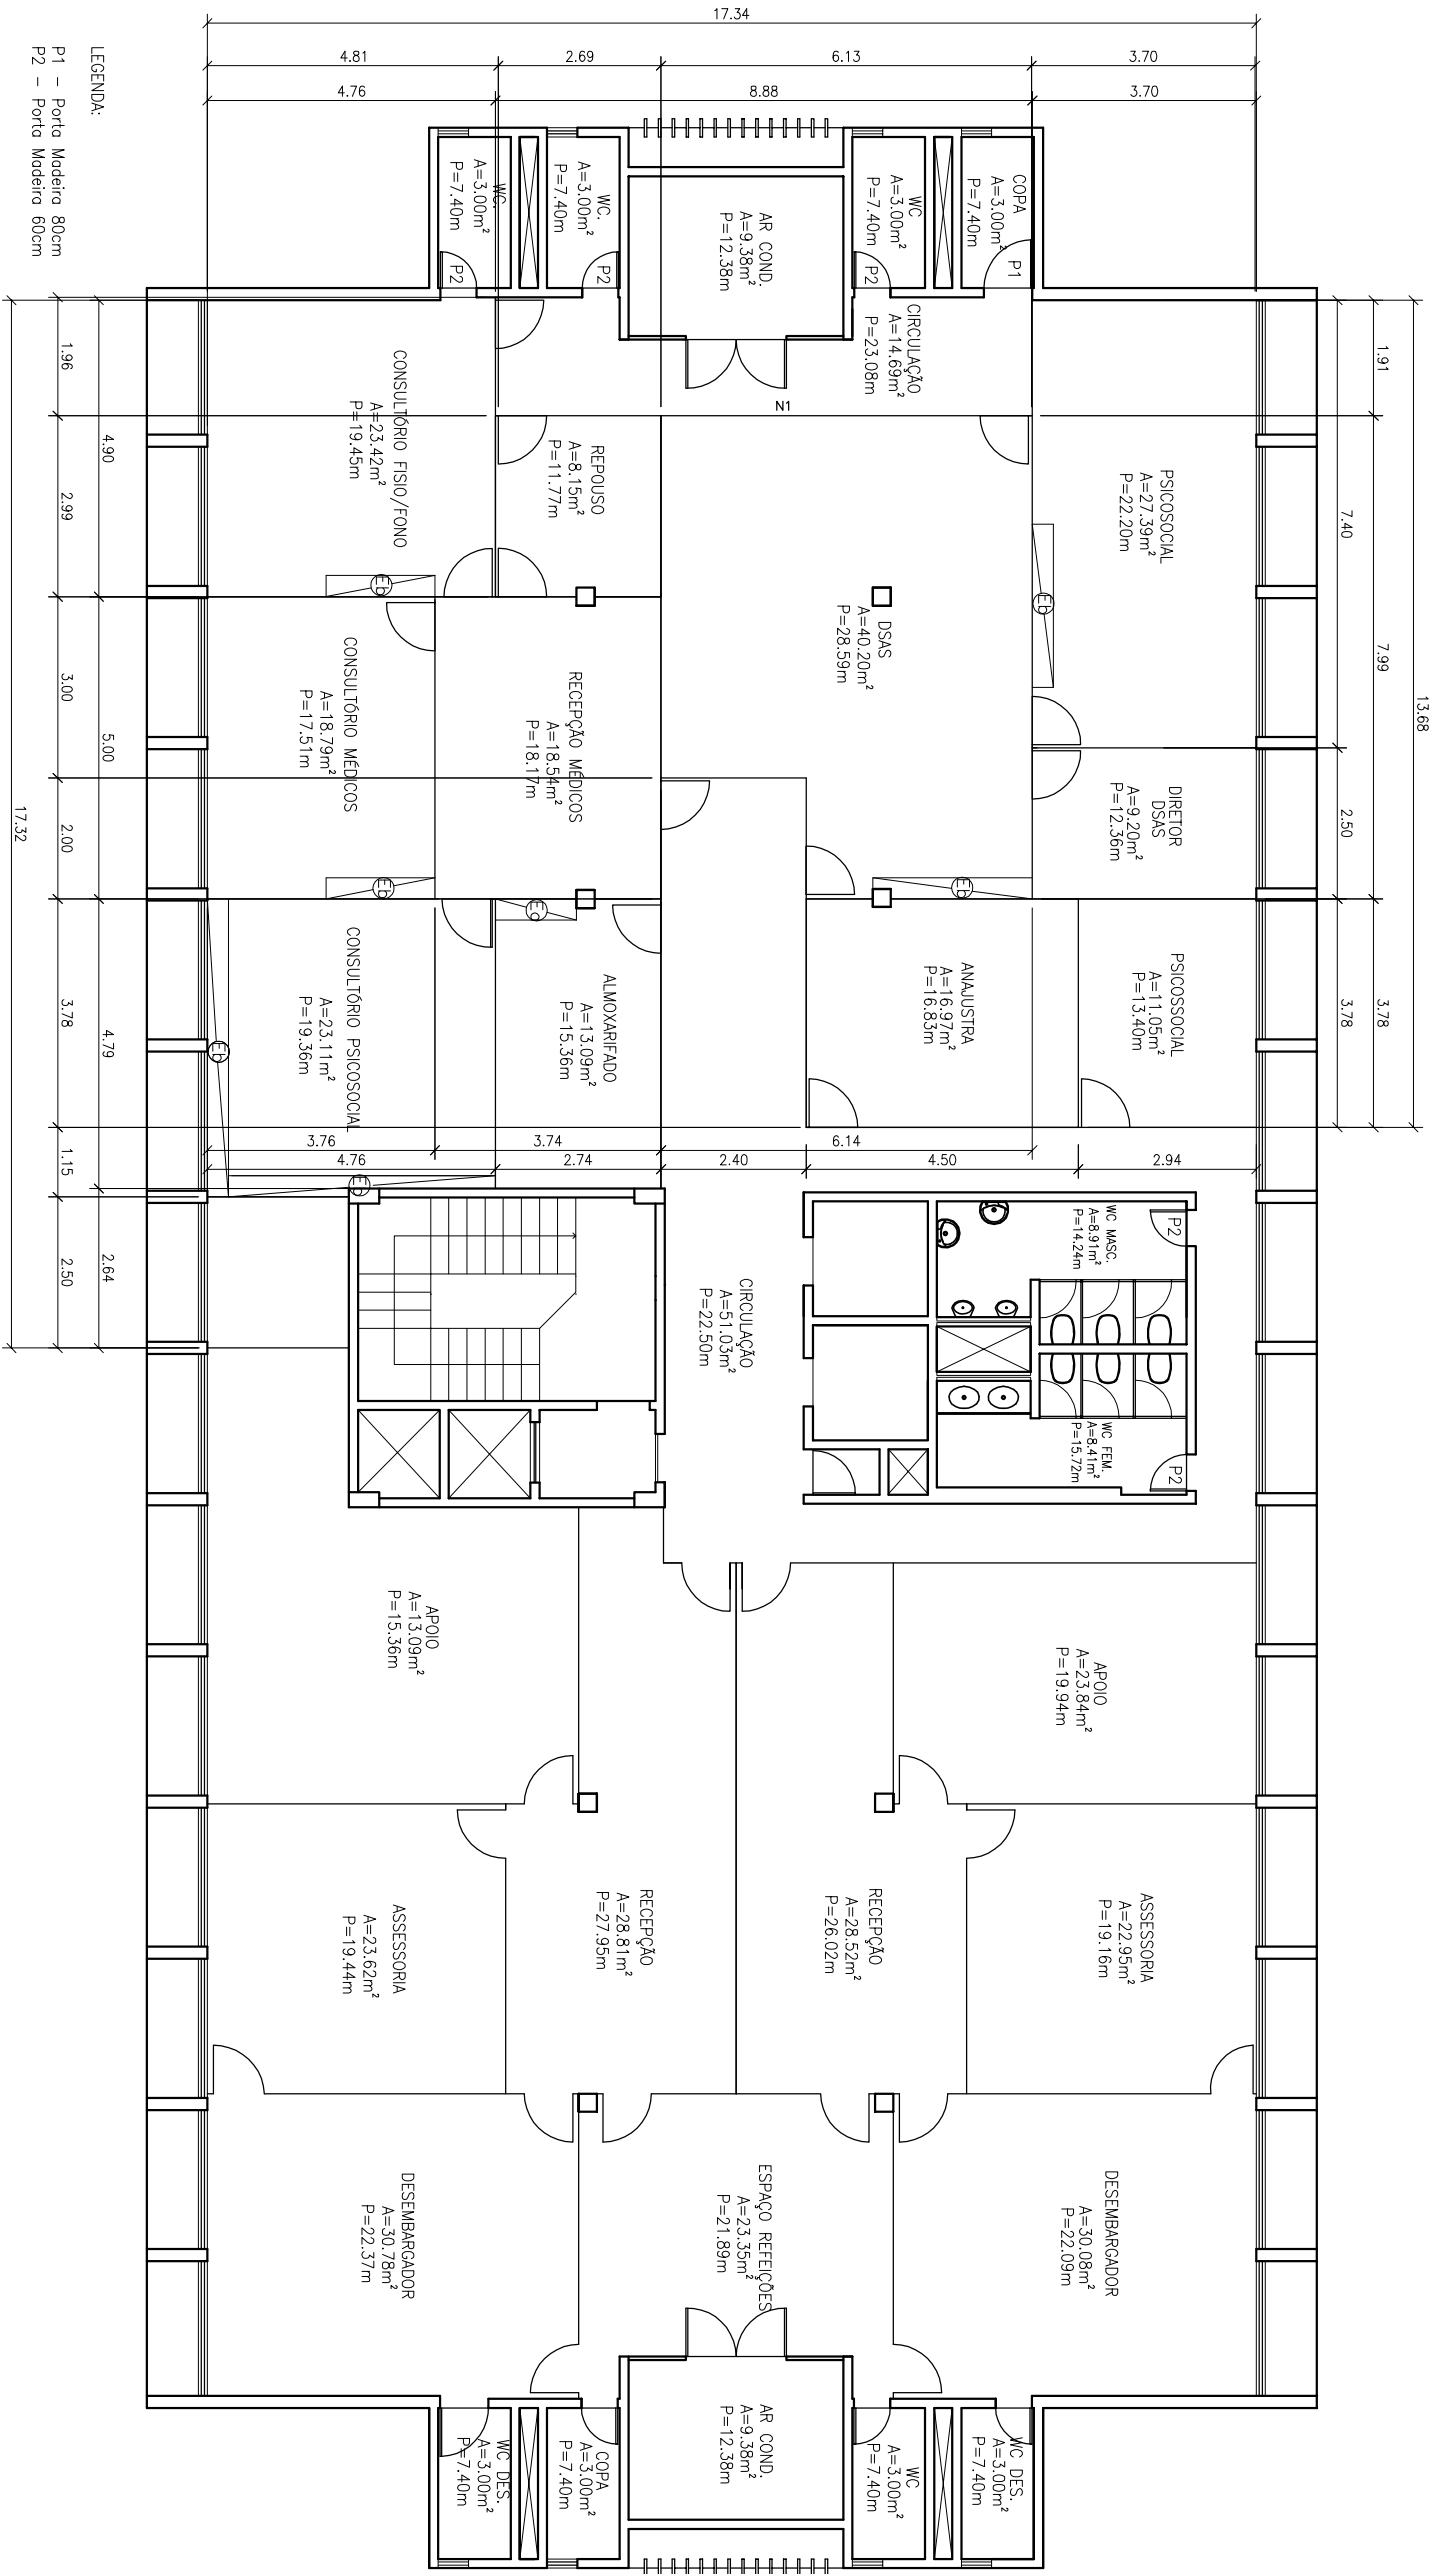 17.34
4.81
2.69
6.13
3.70
4.76
8.88
3.70
LEGENDA:
P1 - Porta Madeira 80cm
P2 - Porta Madeira 60cm
WC.
A=3.00m²
P=7.40m
P2
WC.
A=3.00m²
P=7.40m
P2
AR COND.
A=9.38m²
P=12.38m
WC
A=3.00m²
P=7.40m
P2
COPA
A=3.00m²
P=7.40m
P1
CIRCULAÇÃO
A=14.69m²
P=23.08m
N1
CONSULTÓRIO FISIO/FONO
A=23.42m²
P=19.45m
REPOUSO
A=8.15m²
P=11.77m
PSICOSOCIAL
A=27.39m²
P=22.20m
DSAS
A=40.20m²
P=28.59m
Eb
Eb
CONSULTÓRIO MÉDICOS
A=18.79m²
P=17.51m
RECEPÇÃO MÉDICOS
A=18.54m²
P=18.17m
DIRETOR
DSAS
A=9.20m²
P=12.36m
Eb
Eb
CONSULTÓRIO PSICOSOCIAL
A=23.11m²
P=19.36m
ALMOXARIFADO
A=13.09m²
P=15.36m
ANAJUSTRA
A=16.97m²
P=16.83m
PSICOSSOCIAL
A=11.05m²
P=13.40m
Eb
Eb
1.96
2.99
3.00
2.00
3.78
1.15
2.50
4.90
5.00
4.79
2.64
17.32
1.91
7.99
3.78
7.40
2.50
3.78
13.68
3.76
3.74
6.14
4.76
2.74
2.40
4.50
2.94
WC MASC.
A=8.91m²
P=14.24m
P2
CIRCULAÇÃO
A=51.03m²
P=22.50m
WC FEM.
A=8.41m²
P=15.72m
P2
APOIO
A=13.09m²
P=15.36m
APOIO
A=23.84m²
P=19.94m
ASSESSORIA
A=23.62m²
P=19.44m
RECEPÇÃO
A=28.81m²
P=27.95m
RECEPÇÃO
A=28.52m²
P=26.02m
ASSESSORIA
A=22.95m²
P=19.16m
DESEMBARGADOR
A=30.78m²
P=22.37m
ESPAÇO REFEIÇÕES
A=23.35m²
P=21.89m
DESEMBARGADOR
A=30.08m²
P=22.09m
WC DES.
A=3.00m²
P=7.40m
COPA
A=3.00m²
P=7.40m
AR COND.
A=9.38m²
P=12.38m
WC
A=3.00m²
P=7.40m
WC DES.
A=3.00m²
P=7.40m